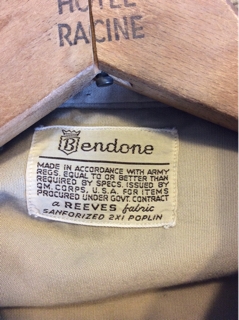 HOTEL
RACINE
Bendone
MADE IN ACCORDANCE WITH ARMY
REGS. EQUAL TO OR BETTER THAN
REQUIRED BY SPECS. ISSUED BY
QM. CORPS, U.S.A. FOR ITEMS
PROCURED UNDER GOVT. CONTRACT
a REEVES fabric
SANFORIZED 2X1 POPLIN